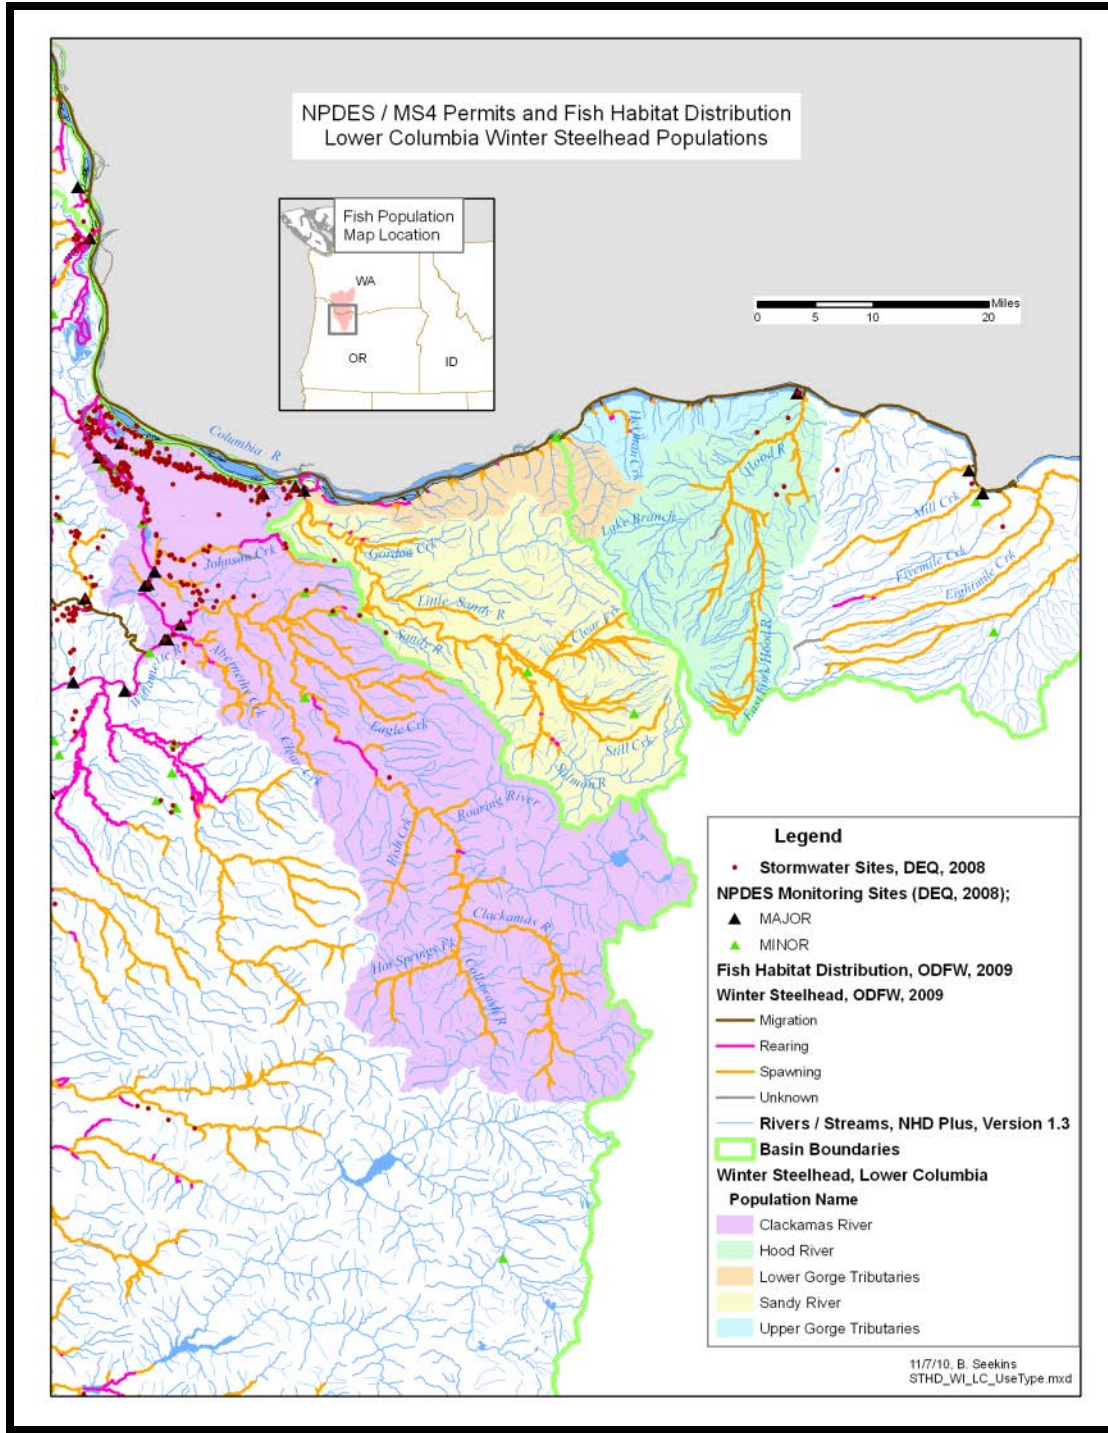 NPDES / MS4 Permits and Fish Habitat Distribution
Lower Columbia Winter Steelhead Populations
Fish Population
Map Location
WA
OR
ID
Miles
0 5 10 20
Columbia R
Herman Crk
Hood R
Lake Branch
Mill Crk
Fivemile Crk
Eightmile Crk
Johnson Crk
Gordon Crk
Little Sandy R
Clear Frk
Sandy R
East Fork Hood R
Willamette R
Abernethy Crk
Eagle Crk
Still Crk
Clear Crk
Salmon R
Roaring River
Fish Crk
Clackamas R
Hot Springs Fk
Collawash R
Legend
Stormwater Sites, DEQ, 2008
NPDES Monitoring Sites (DEQ, 2008);
MAJOR
MINOR
Fish Habitat Distribution, ODFW, 2009
Winter Steelhead, ODFW, 2009
Migration
Rearing
Spawning
Unknown
Rivers / Streams, NHD Plus, Version 1.3
Basin Boundaries
Winter Steelhead, Lower Columbia
Population Name
Clackamas River
Hood River
Lower Gorge Tributaries
Sandy River
Upper Gorge Tributaries
11/7/10, B. Seekins
STHD_WI_LC_UseType.mxd